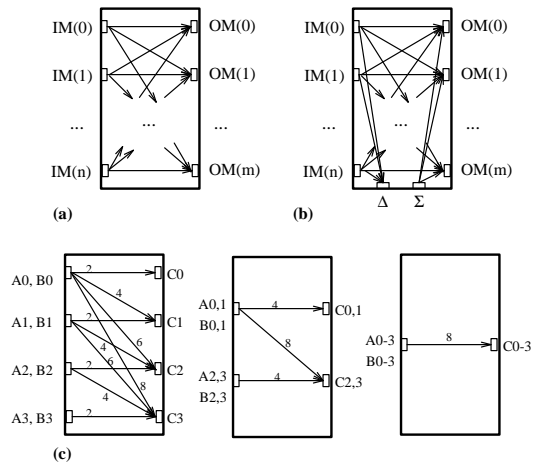 IM(0) OM(0) IM(0) OM(0)
IM(1) OM(1) IM(1) OM(1)
... ... ... ... ... ...
IM(n) OM(m) IM(n) OM(m)
Δ Σ
(a) (b)
A0, B0 2 C0
4
A1, B1 2 C1
4 6
A2, B2 2 6 C2
4 8
A3, B3 2 C3
A0,1 4 C0,1
B0,1
8
A2,3 4 C2,3
B2,3
A0-3 8 C0-3
B0-3
(c)